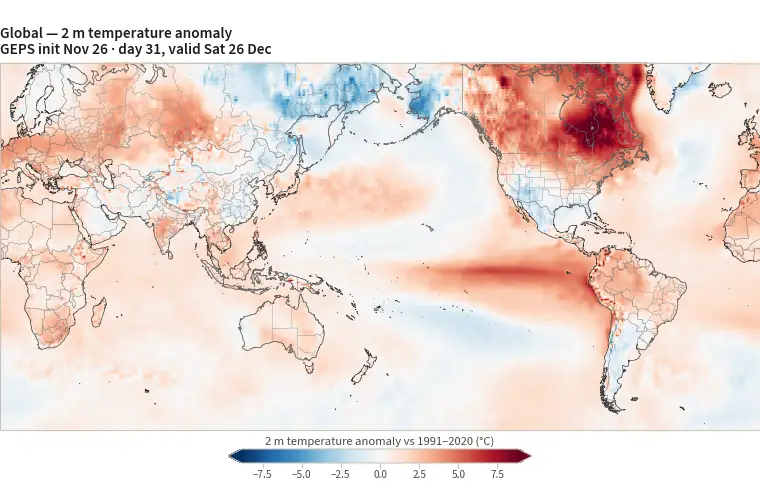 Global — 2 m temperature anomaly
GEPS init Nov 26 · day 31, valid Sat 26 Dec
2 m temperature anomaly vs 1991–2020 (°C)
−7.5 −5.0 −2.5 0.0 2.5 5.0 7.5